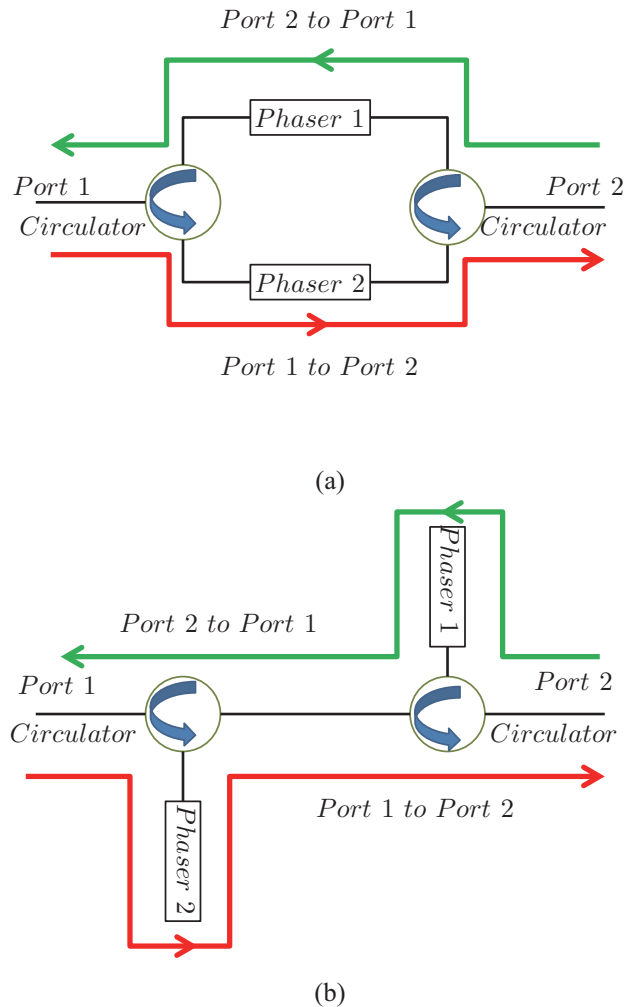 Port 2 to Port 1
Phaser 1
Port 1
Port 2
Circulator
Circulator
Phaser 2
Port 1 to Port 2
(a)
Phaser 1
Port 2 to Port 1
Port 1
Port 2
Circulator
Circulator
Port 1 to Port 2
Phaser 2
(b)